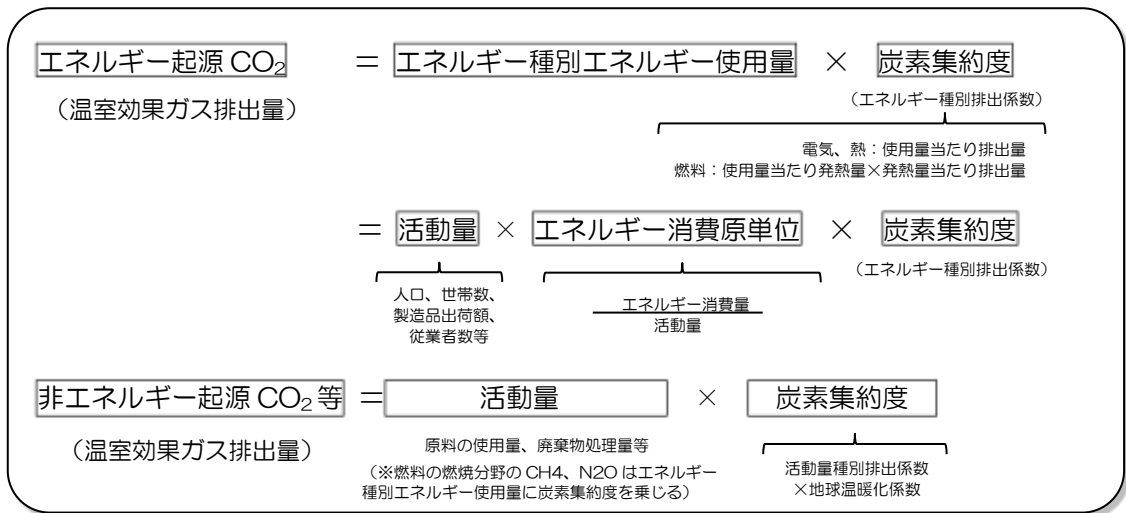 エネルギー起源 CO₂ ＝ エネルギー種別エネルギー使用量 × 炭素集約度
（温室効果ガス排出量）
（エネルギー種別排出係数）
電気、熱：使用量当たり排出量
燃料：使用量当たり発熱量×発熱量当たり排出量
＝ 活動量 × エネルギー消費原単位 × 炭素集約度
（エネルギー種別排出係数）
人口、世帯数、
製造品出荷額、
従業者数等
エネルギー消費量
活動量
非エネルギー起源 CO₂ 等 ＝ 活動量 × 炭素集約度
（温室効果ガス排出量）
原料の使用量、廃棄物処理量等
（※燃料の燃焼分野の CH4、N2O はエネルギー
種別エネルギー使用量に炭素集約度を乗じる）
活動量種別排出係数
×地球温暖化係数